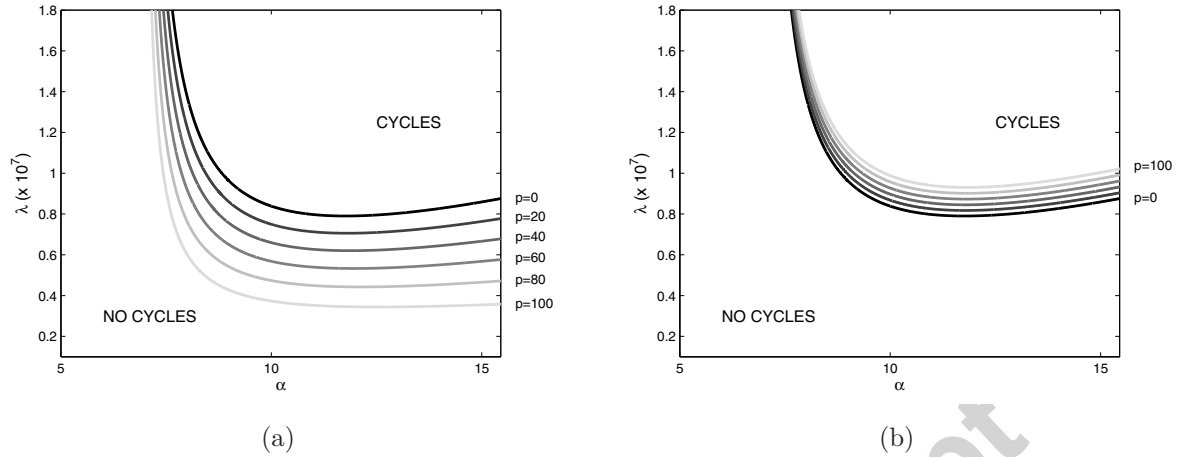 1.8
1.6
1.4
1.2
1
0.8
0.6
0.4
0.2
λ (x 10⁷)
CYCLES
NO CYCLES
p=0
p=20
p=40
p=60
p=80
p=100
5
10
15
α
(a)
1.8
1.6
1.4
1.2
1
0.8
0.6
0.4
0.2
λ (x 10⁷)
CYCLES
NO CYCLES
p=100
p=0
5
10
15
α
(b)